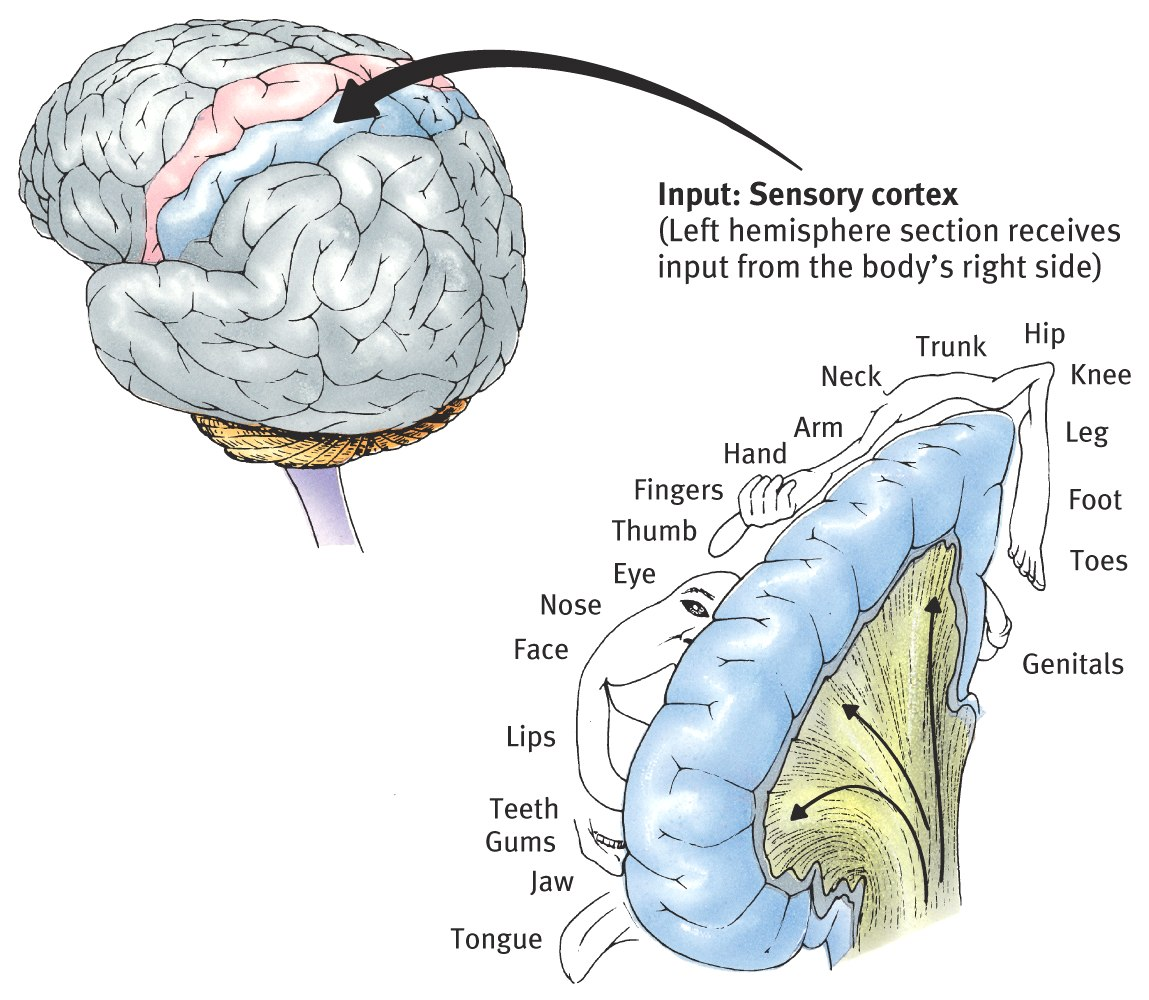 Input: Sensory cortex
(Left hemisphere section receives
input from the body’s right side)
Hip
Trunk
Knee
Neck
Arm
Leg
Hand
Fingers
Foot
Thumb
Toes
Eye
Nose
Face
Genitals
Lips
Teeth
Gums
Jaw
Tongue